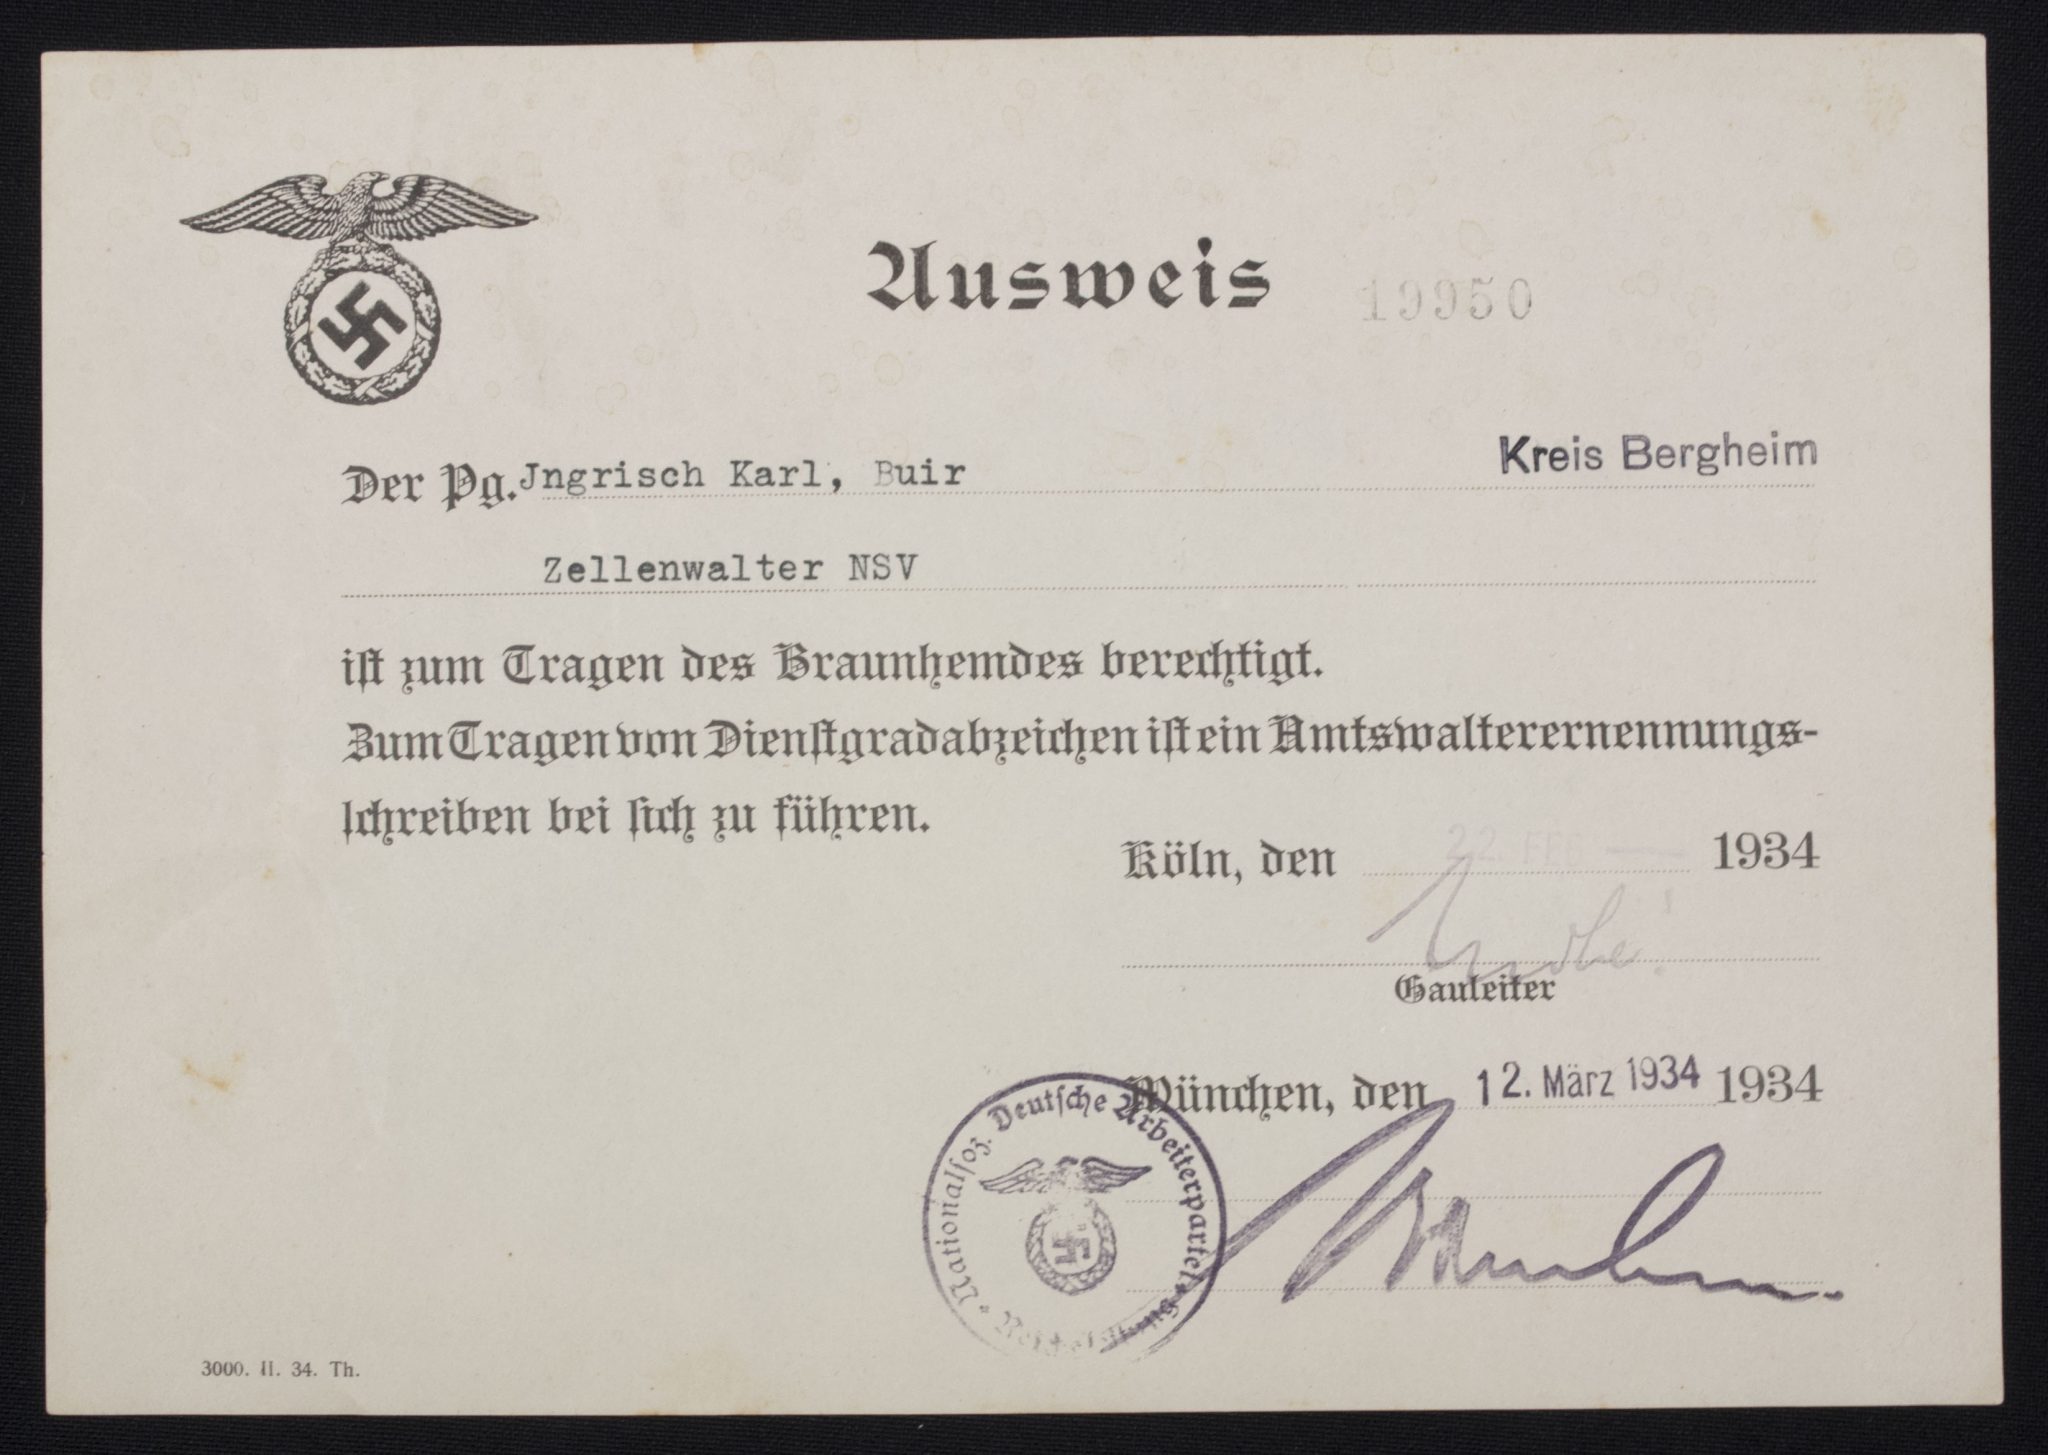 Ausweis 19950
Der Pg. Jngrisch Karl, Buir Kreis Bergheim
Zellenwalter NSV
ist zum Tragen des Braunhemdes berechtigt.
Zum Tragen von Dienstgradabzeichen ist ein Amtswalterernennungs-
schreiben bei sich zu führen.
Köln, den 22. 1934
Gauleiter
München, den 12. März 1934 1934
Nationalsoz. Deutsche Arbeiterpartei
3000. II. 34. Th.